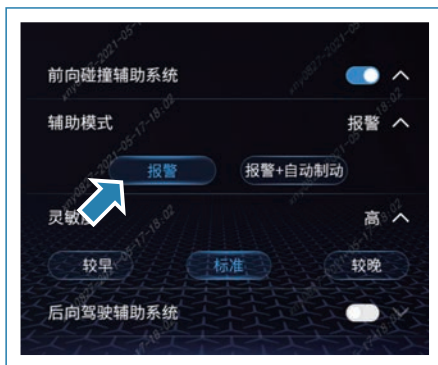 前向碰撞辅助系统
辅助模式 报警
报警 报警+自动制动
灵敏 高
较早 标准 较晚
后向驾驶辅助系统